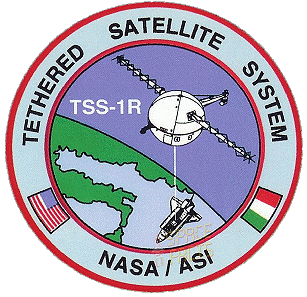 TETHERED SATELLITE SYSTEM
TSS-1R
NASA / ASI